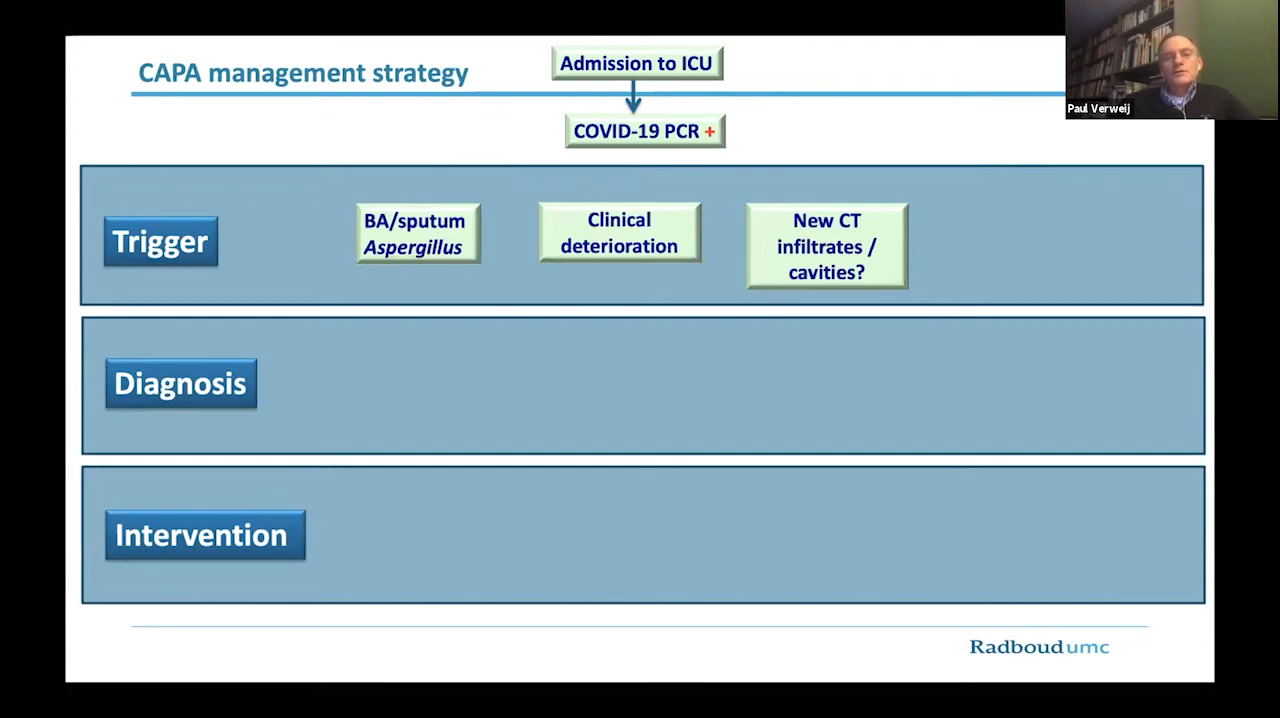 CAPA management strategy
Admission to ICU
COVID-19 PCR +
Paul Verweij
Trigger
BA/sputum
Aspergillus
Clinical
deterioration
New CT
infiltrates /
cavities?
Diagnosis
Intervention
Radboudumc